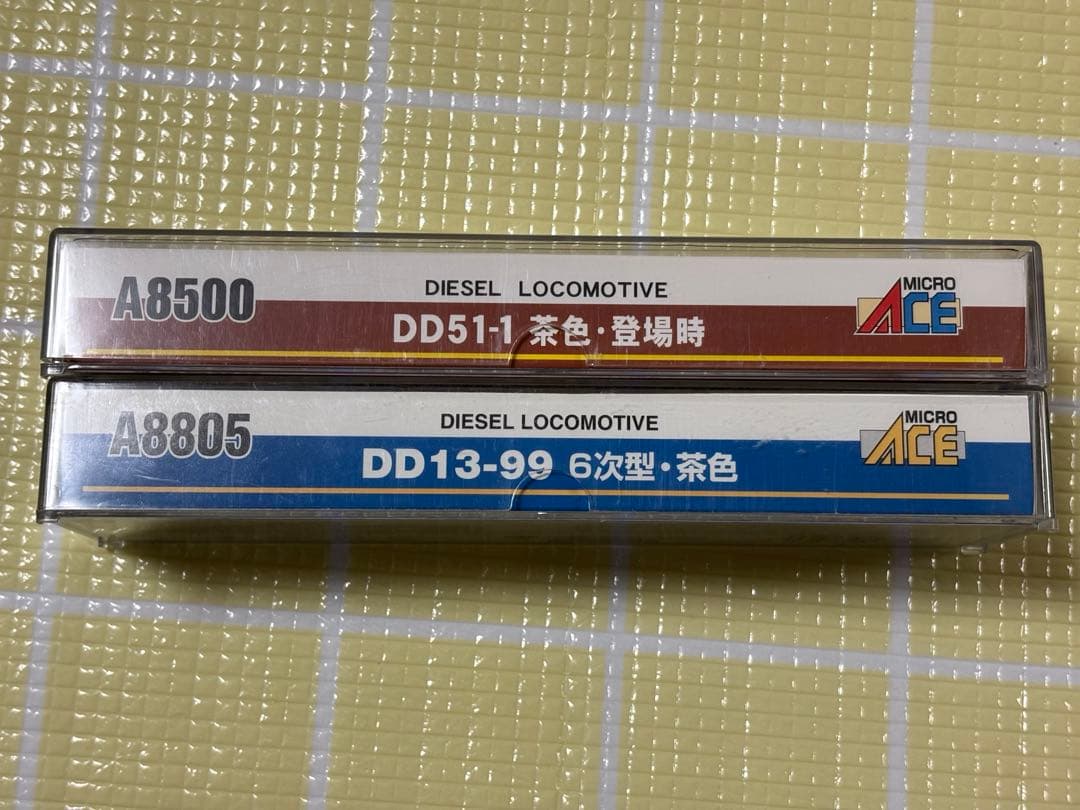 A8500
DIESEL LOCOMOTIVE
DD51-1 茶色・登場時
MICRO
ACE
A8805
DIESEL LOCOMOTIVE
DD13-99 6次型・茶色
MICRO
ACE